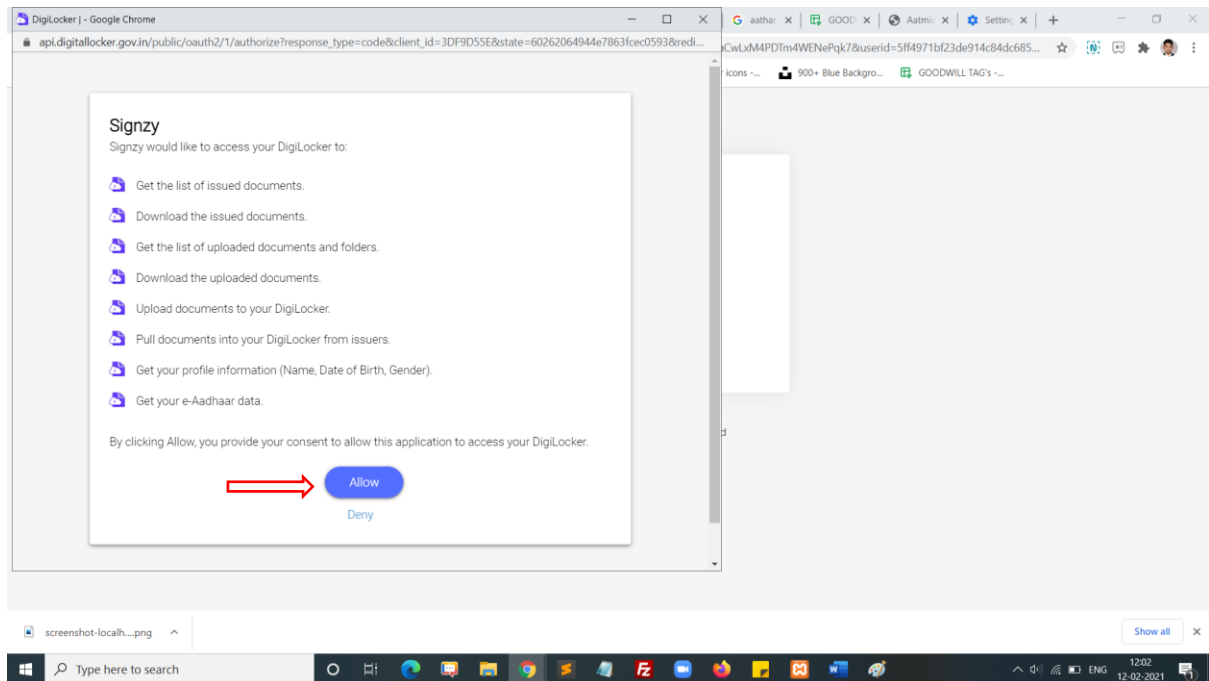 DigiLocker | - Google Chrome
api.digitallocker.gov.in/public/oauth2/1/authorize?response_type=code&client_id=3DF9D55E&state=60262064944e7863fcec0593&redi...
Signzy
Signzy would like to access your DigiLocker to:
Get the list of issued documents.
Download the issued documents.
Get the list of uploaded documents and folders.
Download the uploaded documents.
Upload documents to your DigiLocker.
Pull documents into your DigiLocker from issuers.
Get your profile information (Name, Date of Birth, Gender).
Get your e-Aadhaar data.
By clicking Allow, you provide your consent to allow this application to access your DigiLocker.
Allow
Deny
aathar GOOD Aatmi Setting
CwLxM4PDTm4WENePqk7&userid=5ff4971bf23de914c84dc685...
r icons -... 900+ Blue Backgro... GOODWILL TAG's -...
d
screenshot-localh....png
Show all
Type here to search
ENG
12:02
12-02-2021